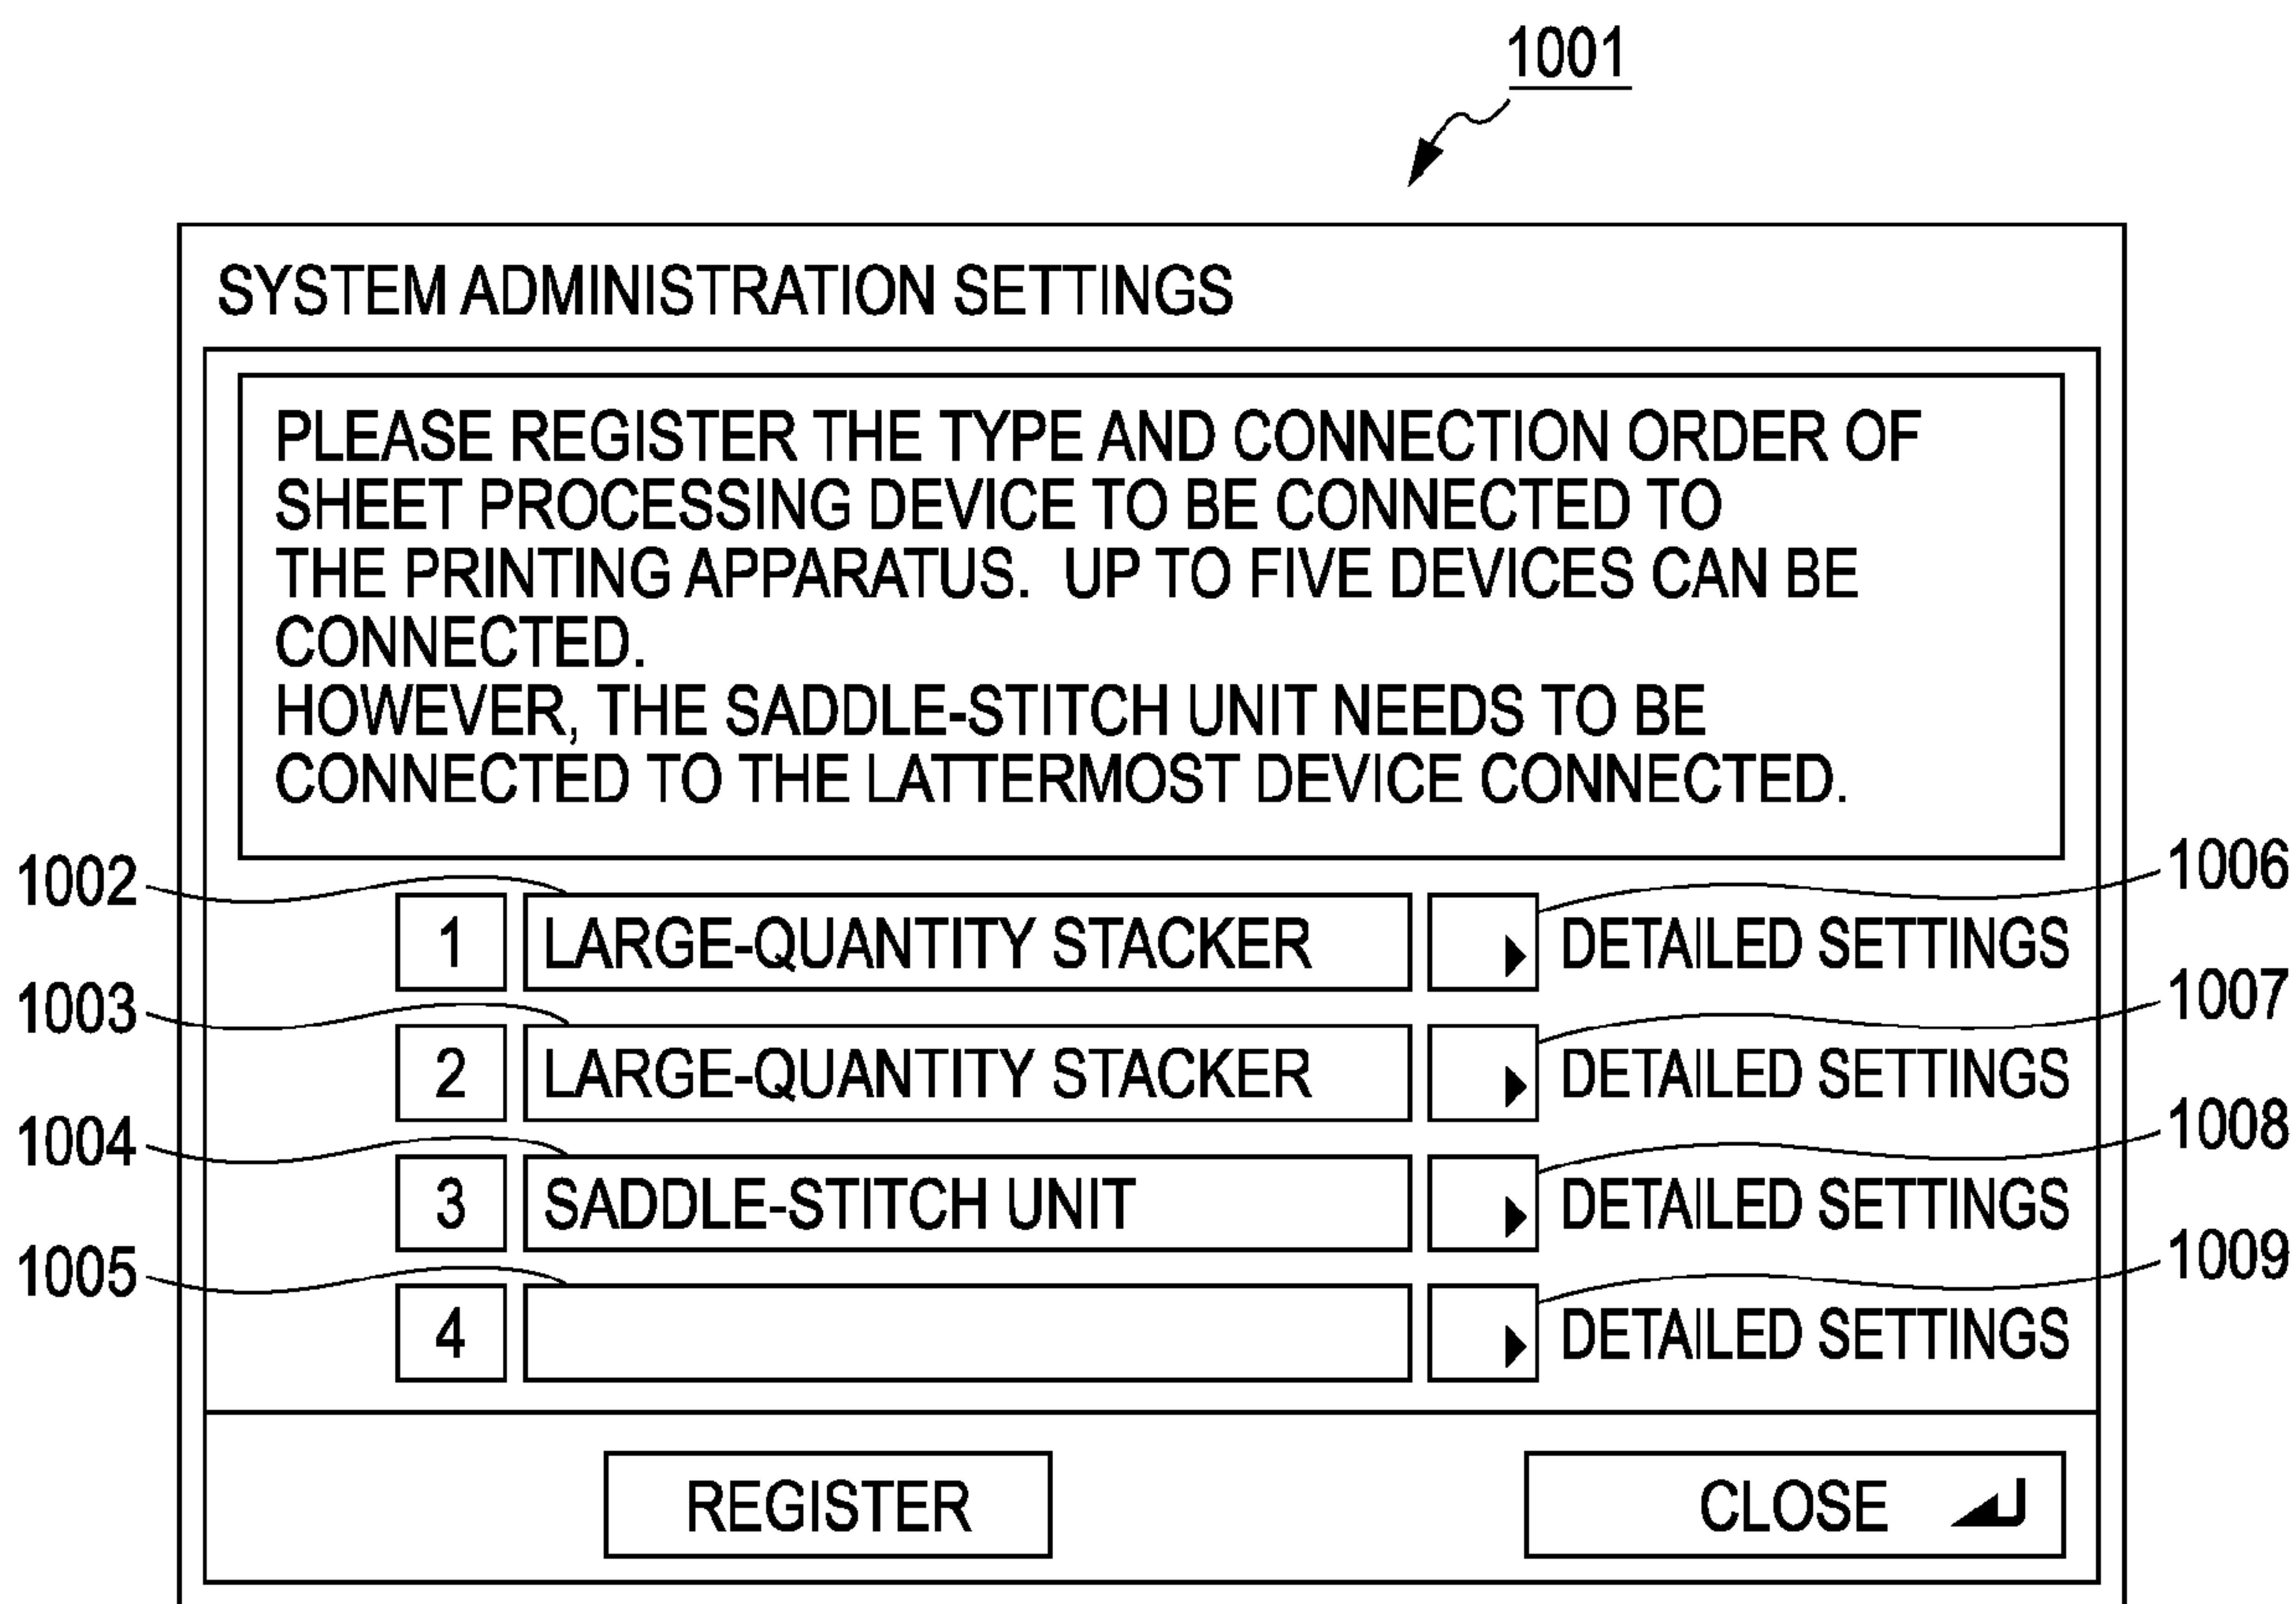 1001
SYSTEM ADMINISTRATION SETTINGS
PLEASE REGISTER THE TYPE AND CONNECTION ORDER OF
SHEET PROCESSING DEVICE TO BE CONNECTED TO
THE PRINTING APPARATUS. UP TO FIVE DEVICES CAN BE
CONNECTED.
HOWEVER, THE SADDLE-STITCH UNIT NEEDS TO BE
CONNECTED TO THE LATTERMOST DEVICE CONNECTED.
1002 1 LARGE-QUANTITY STACKER DETAILED SETTINGS 1006
1003 2 LARGE-QUANTITY STACKER DETAILED SETTINGS 1007
1004 3 SADDLE-STITCH UNIT DETAILED SETTINGS 1008
1005 4 DETAILED SETTINGS 1009
REGISTER CLOSE